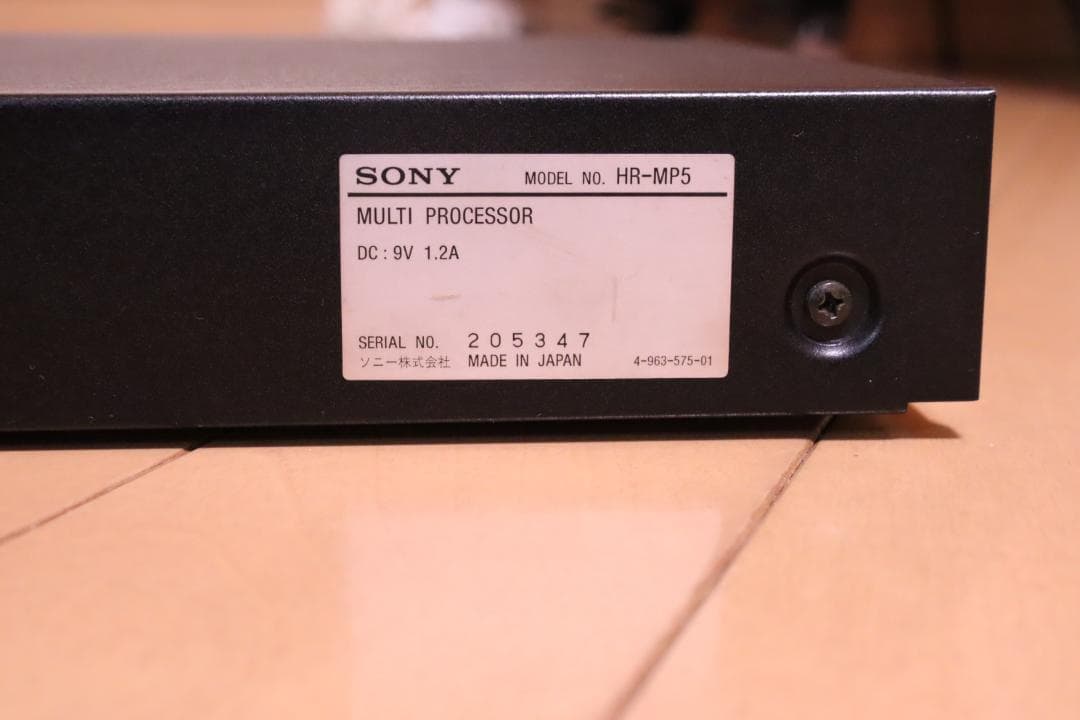 SONY MODEL NO. HR-MP5
MULTI PROCESSOR
DC : 9V 1.2A
SERIAL NO. 205347
ソニー株式会社 MADE IN JAPAN 4-963-575-01